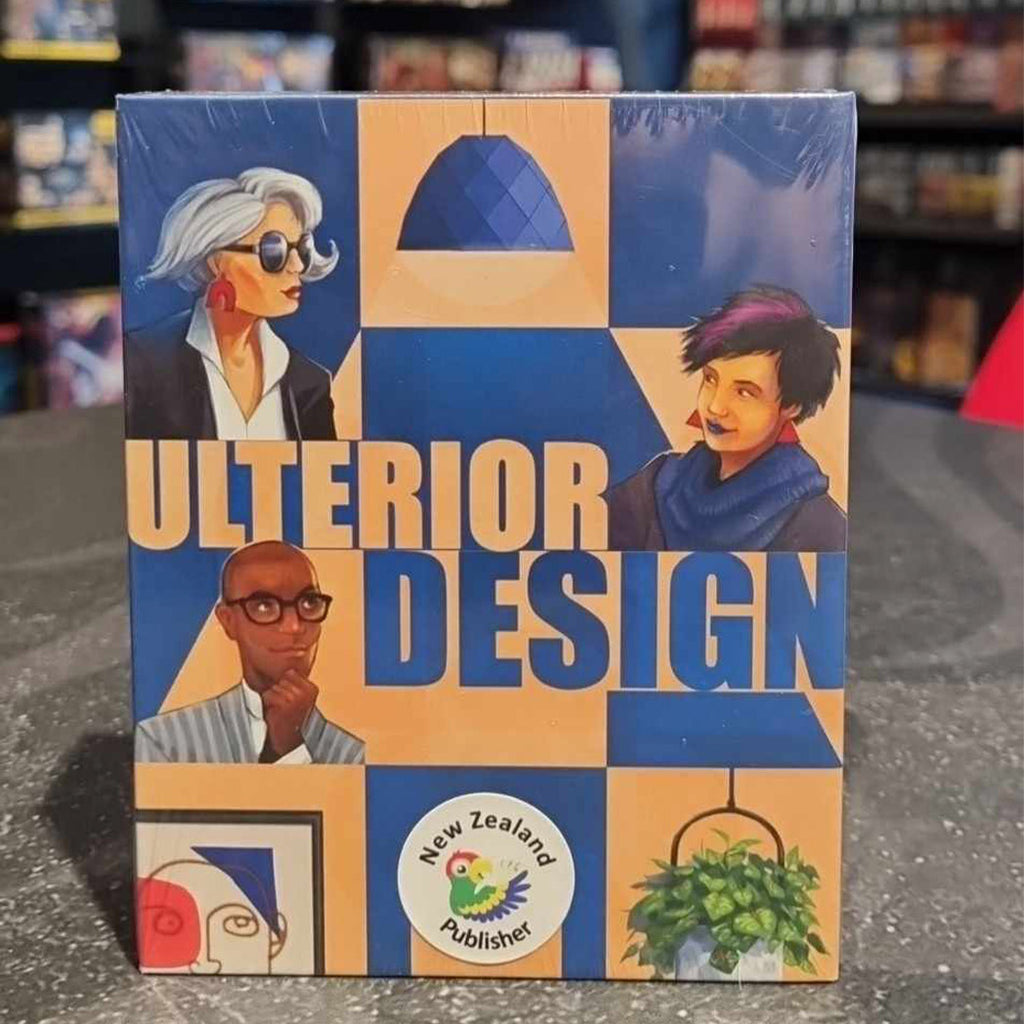 ULTERIOR
DESIGN
New Zealand
Publisher